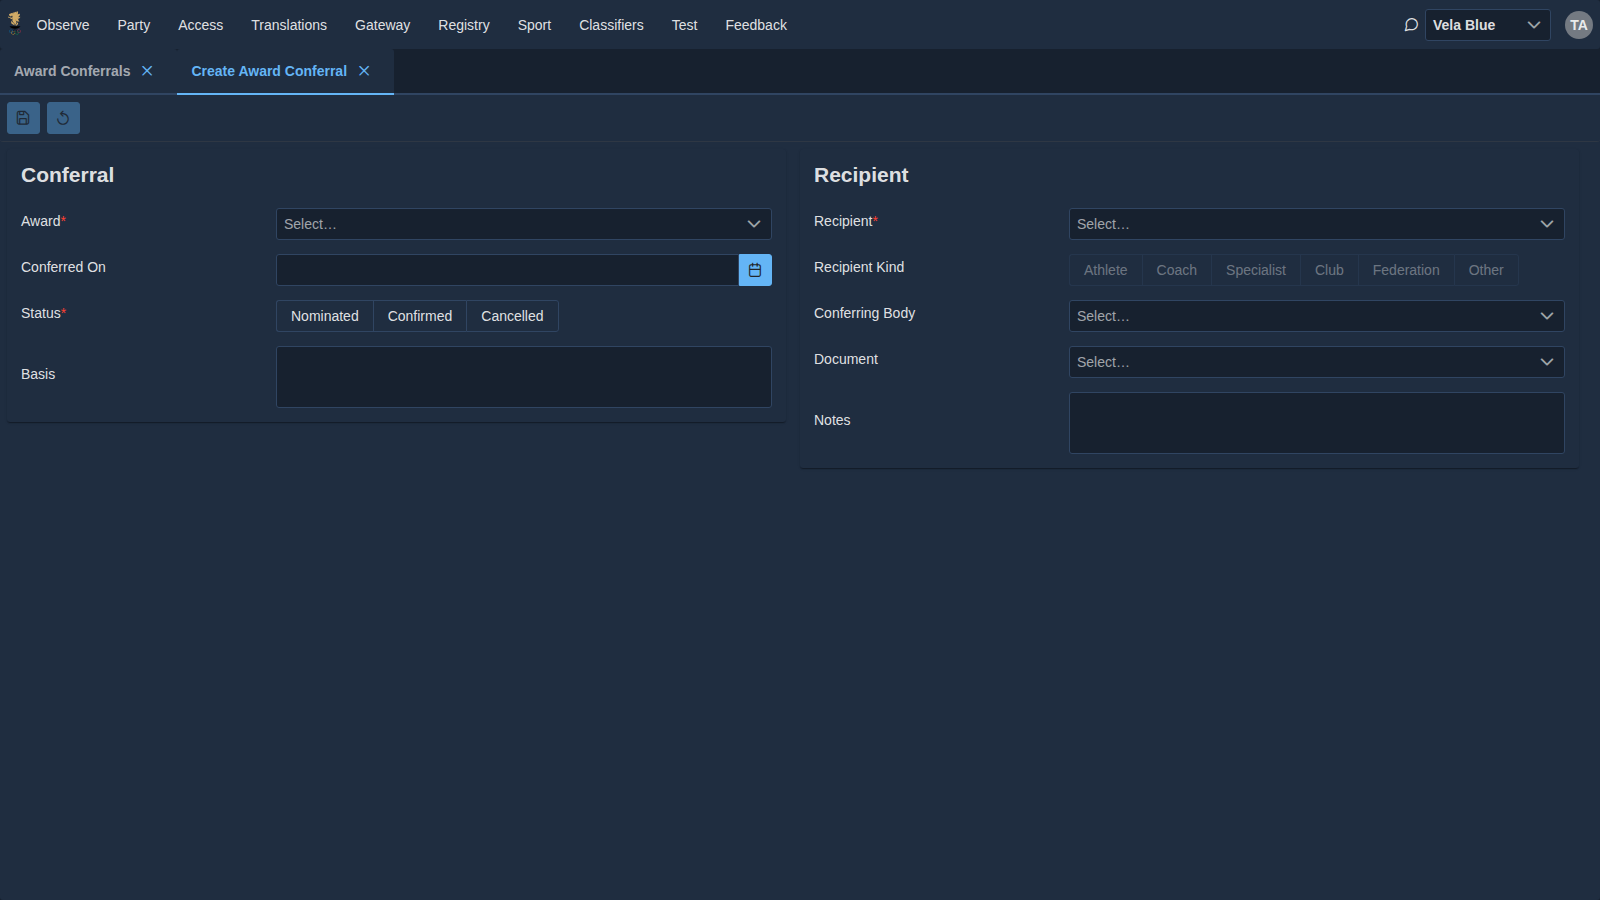 Observe Party Access Translations Gateway Registry Sport Classifiers Test Feedback Vela Blue TA
Award Conferrals Create Award Conferral
Conferral
Award* Select...
Conferred On
Status* Nominated Confirmed Cancelled
Basis
Recipient
Recipient* Select...
Recipient Kind Athlete Coach Specialist Club Federation Other
Conferring Body Select...
Document Select...
Notes